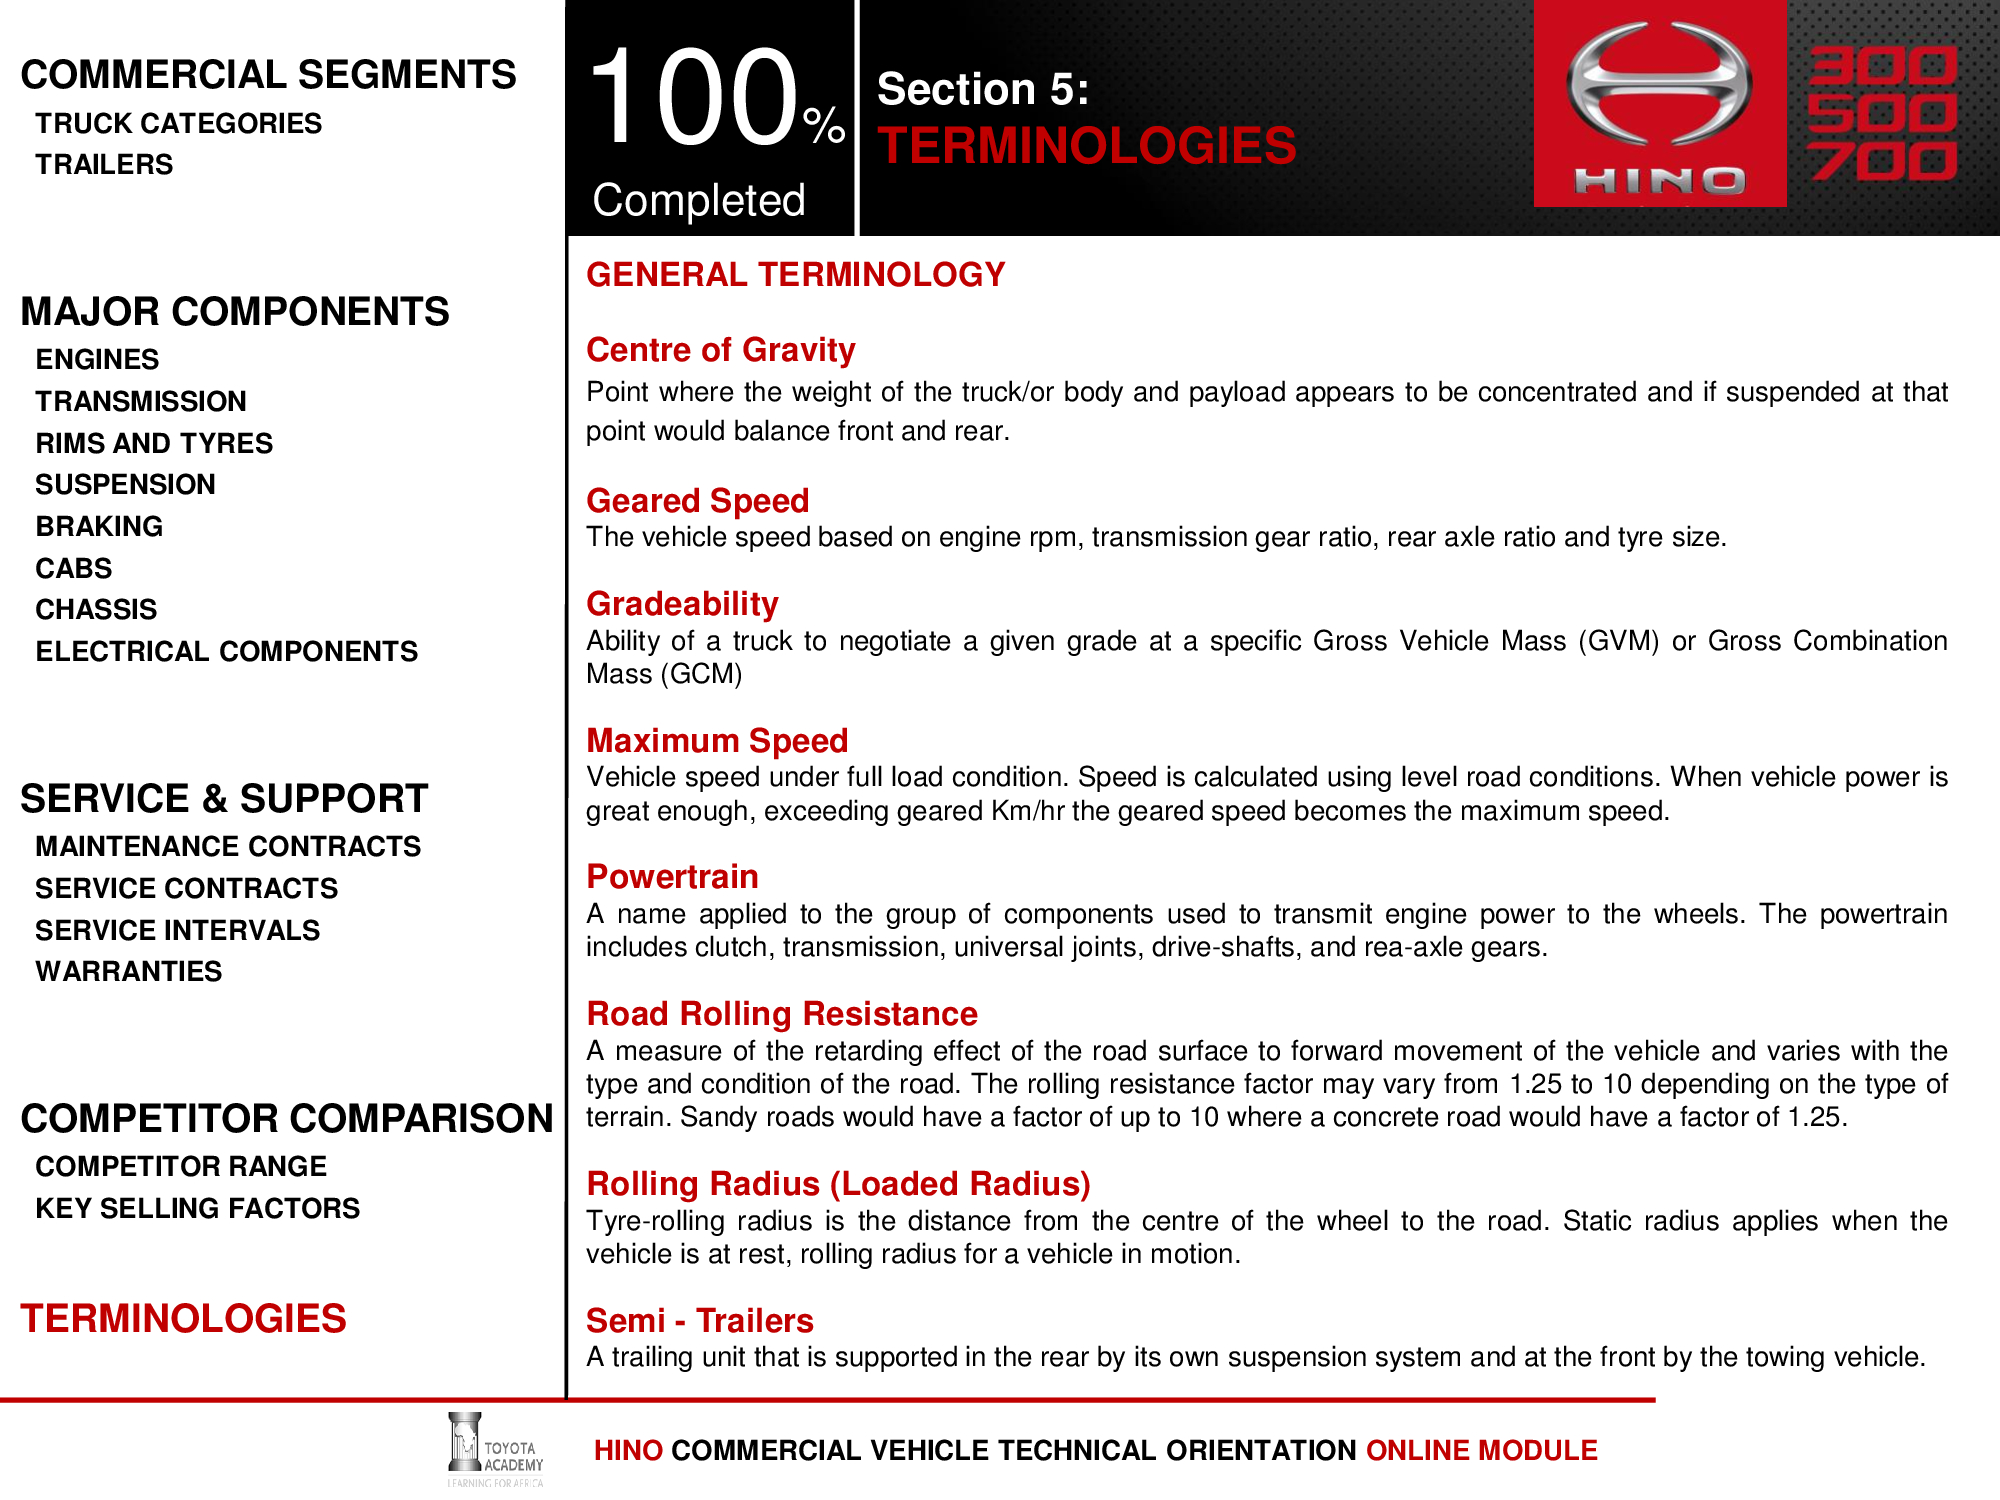 COMMERCIAL SEGMENTS
TRUCK CATEGORIES
TRAILERS
MAJOR COMPONENTS
ENGINES
TRANSMISSION
RIMS AND TYRES
SUSPENSION
BRAKING
CABS
CHASSIS
ELECTRICAL COMPONENTS
SERVICE & SUPPORT
MAINTENANCE CONTRACTS
SERVICE CONTRACTS
SERVICE INTERVALS
WARRANTIES
COMPETITOR COMPARISON
COMPETITOR RANGE
KEY SELLING FACTORS
TERMINOLOGIES
100%
Completed
Section 5:
TERMINOLOGIES
HINO
300
500
700
GENERAL TERMINOLOGY
Centre of Gravity
Point where the weight of the truck/or body and payload appears to be concentrated and if suspended at that
point would balance front and rear.
Geared Speed
The vehicle speed based on engine rpm, transmission gear ratio, rear axle ratio and tyre size.
Gradeability
Ability of a truck to negotiate a given grade at a specific Gross Vehicle Mass (GVM) or Gross Combination
Mass (GCM)
Maximum Speed
Vehicle speed under full load condition. Speed is calculated using level road conditions. When vehicle power is
great enough, exceeding geared Km/hr the geared speed becomes the maximum speed.
Powertrain
A name applied to the group of components used to transmit engine power to the wheels. The powertrain
includes clutch, transmission, universal joints, drive-shafts, and rea-axle gears.
Road Rolling Resistance
A measure of the retarding effect of the road surface to forward movement of the vehicle and varies with the
type and condition of the road. The rolling resistance factor may vary from 1.25 to 10 depending on the type of
terrain. Sandy roads would have a factor of up to 10 where a concrete road would have a factor of 1.25.
Rolling Radius (Loaded Radius)
Tyre-rolling radius is the distance from the centre of the wheel to the road. Static radius applies when the
vehicle is at rest, rolling radius for a vehicle in motion.
Semi - Trailers
A trailing unit that is supported in the rear by its own suspension system and at the front by the towing vehicle.
TOYOTA
ACADEMY
LEARNING FOR AFRICA
HINO COMMERCIAL VEHICLE TECHNICAL ORIENTATION ONLINE MODULE